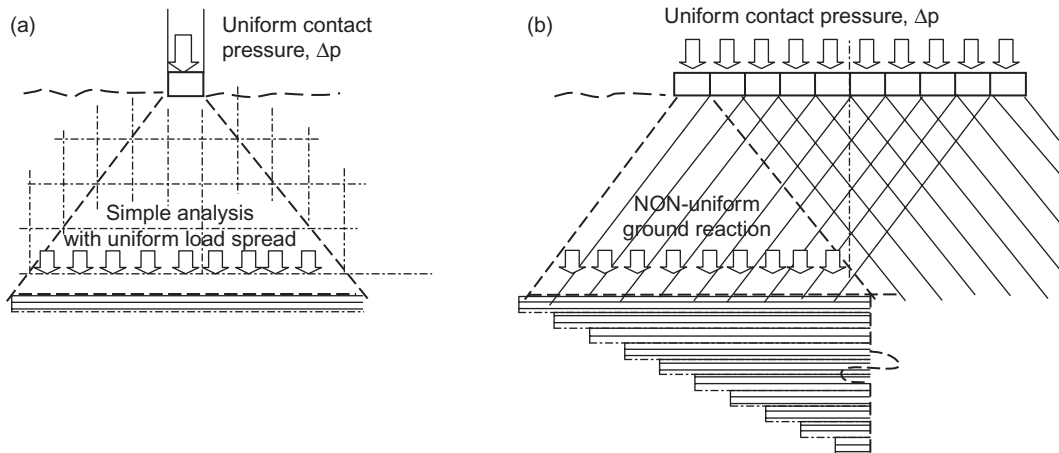 (a)
Uniform contact
pressure, Δp
Simple analysis
with uniform load spread
(b)
Uniform contact pressure, Δp
NON-uniform
ground reaction